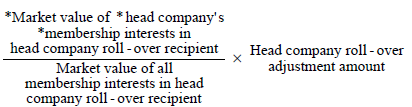 *Market value of *head company's
*membership interests in
head company roll-over recipient
Market value of all
membership interests in head
company roll-over recipient
× Head company roll-over
adjustment amount